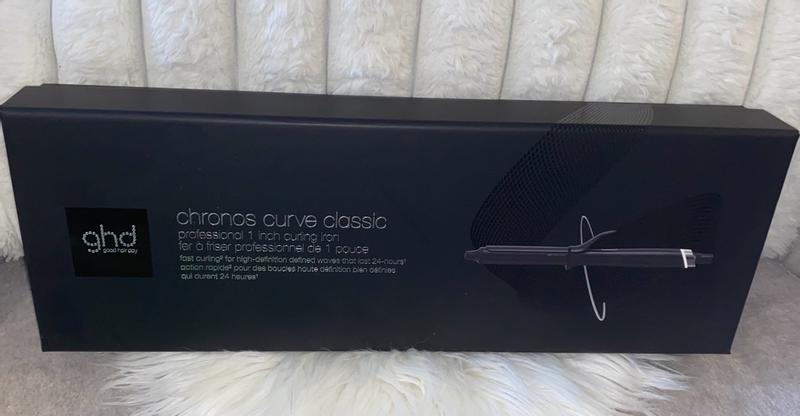 ghd
good hair day
chronos curve classic
professional 1 inch curling iron
fer à friser professionnel de 1 pouce
fast curling² for high-definition defined waves that last 24-hours¹
action rapide² pour des boucles haute définition bien définies
qui durent 24 heures¹